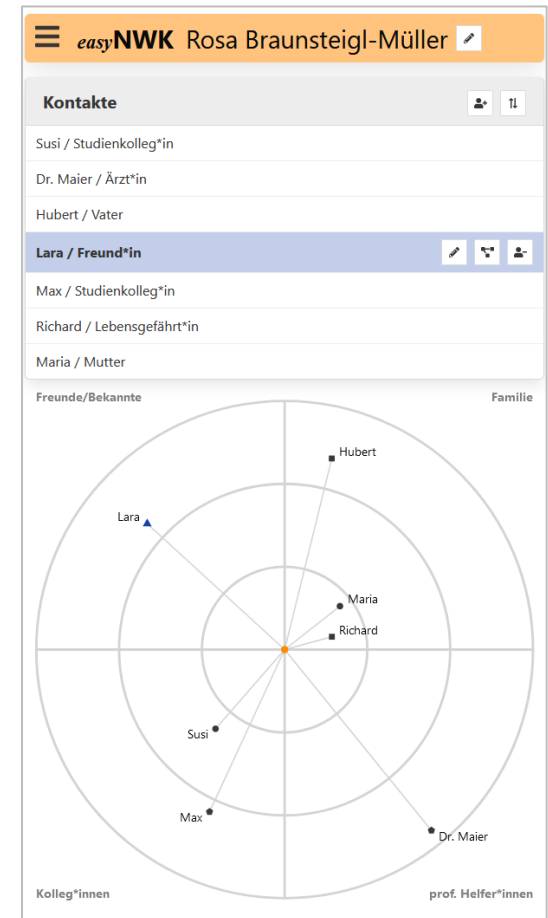 easyNWK Rosa Braunsteigl-Müller
Kontakte
Susi / Studienkolleg*in
Dr. Maier / Ärzt*in
Hubert / Vater
Lara / Freund*in
Max / Studienkolleg*in
Richard / Lebensgefährt*in
Maria / Mutter
Freunde/Bekannte Familie
Hubert
Lara
Maria
Richard
Susi
Max
Dr. Maier
Kolleg*innen prof. Helfer*innen